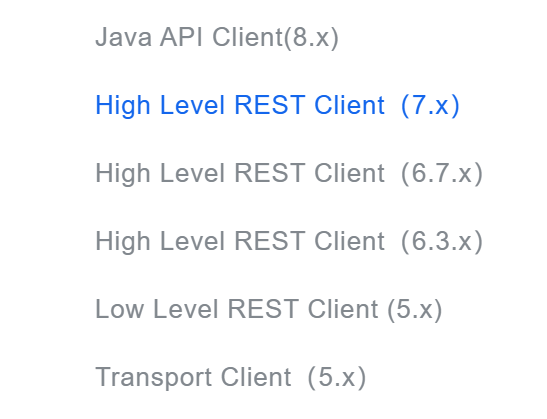 Java API Client(8.x)
High Level REST Client（7.x）
High Level REST Client（6.7.x）
High Level REST Client（6.3.x）
Low Level REST Client (5.x)
Transport Client（5.x）